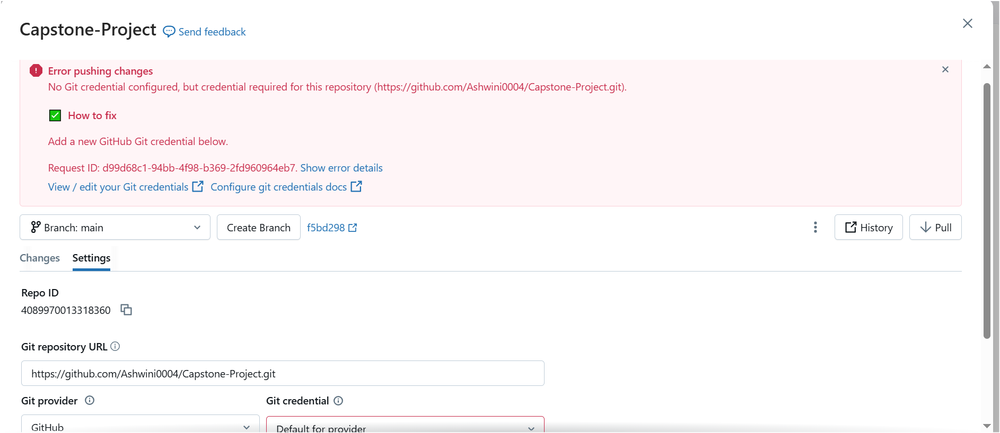 Capstone-Project Send feedback
Error pushing changes
No Git credential configured, but credential required for this repository (https://github.com/Ashwini0004/Capstone-Project.git).
How to fix
Add a new GitHub Git credential below.
Request ID: d99d68c1-94bb-4f98-b369-2fd960964eb7. Show error details
View / edit your Git credentials Configure git credentials docs
Branch: main Create Branch f5bd298 History Pull
Changes Settings
Repo ID
4089970013318360
Git repository URL
https://github.com/Ashwini0004/Capstone-Project.git
Git provider Git credential
GitHub Default for provider